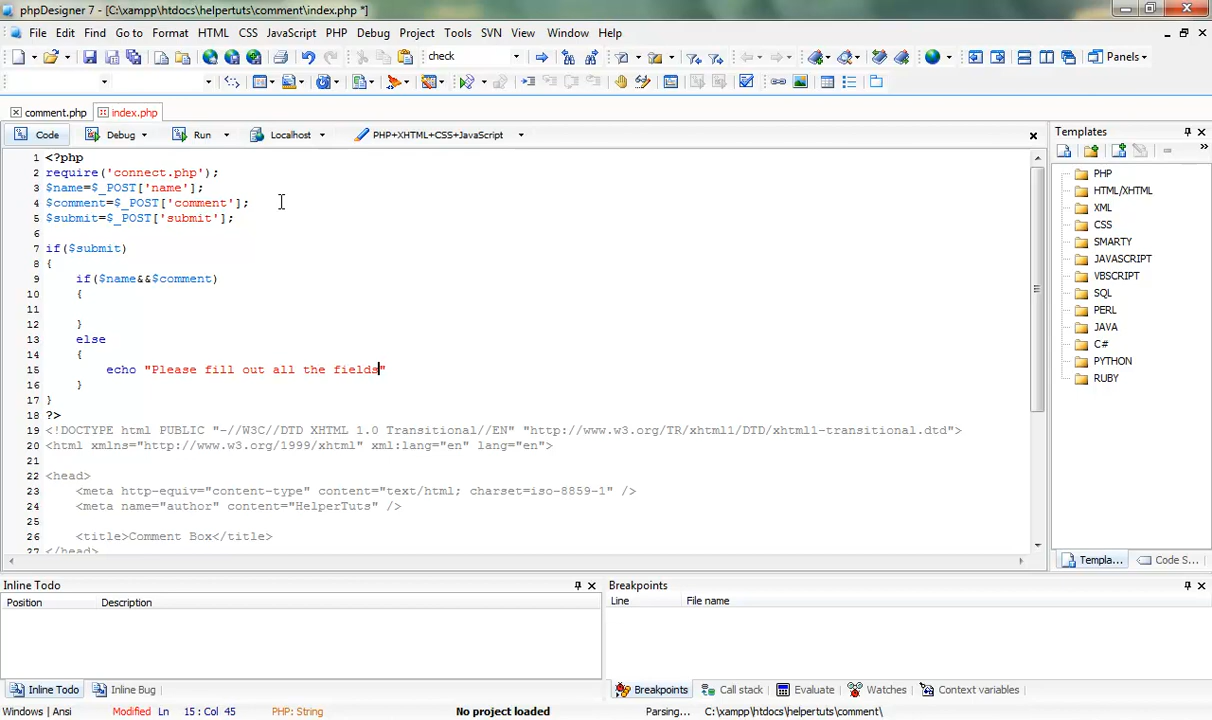 phpDesigner 7 - [C:\xampp\htdocs\helpertuts\comment\index.php *]
File Edit Find Go to Format HTML CSS JavaScript PHP Debug Project Tools SVN View Window Help
check
Panels
comment.php index.php
Code Debug Run Localhost PHP+XHTML+CSS+JavaScript
Templates
1 <?php
2 require('connect.php');
3 $name=$_POST['name'];
4 $comment=$_POST['comment'];
5 $submit=$_POST['submit'];
6
7 if($submit)
8 {
9 if($name&&$comment)
10 {
11
12 }
13 else
14 {
15 echo "Please fill out all the fields"
16 }
17 }
18 ?>
19 <!DOCTYPE html PUBLIC "-//W3C//DTD XHTML 1.0 Transitional//EN" "http://www.w3.org/TR/xhtml1/DTD/xhtml1-transitional.dtd">
20 <html xmlns="http://www.w3.org/1999/xhtml" xml:lang="en" lang="en">
21
22 <head>
23 <meta http-equiv="content-type" content="text/html; charset=iso-8859-1" />
24 <meta name="author" content="HelperTuts" />
25
26 <title>Comment Box</title>
27 </head>
PHP
HTML/XHTML
XML
CSS
SMARTY
JAVASCRIPT
VBSCRIPT
SQL
PERL
JAVA
C#
PYTHON
RUBY
Templa... Code S...
Inline Todo
Position Description
Breakpoints
Line File name
Inline Todo Inline Bug
Breakpoints Call stack Evaluate Watches Context variables
Windows | Ansi Modified Ln 15 : Col 45 PHP: String No project loaded Parsing... C:\xampp\htdocs\helpertuts\comment\